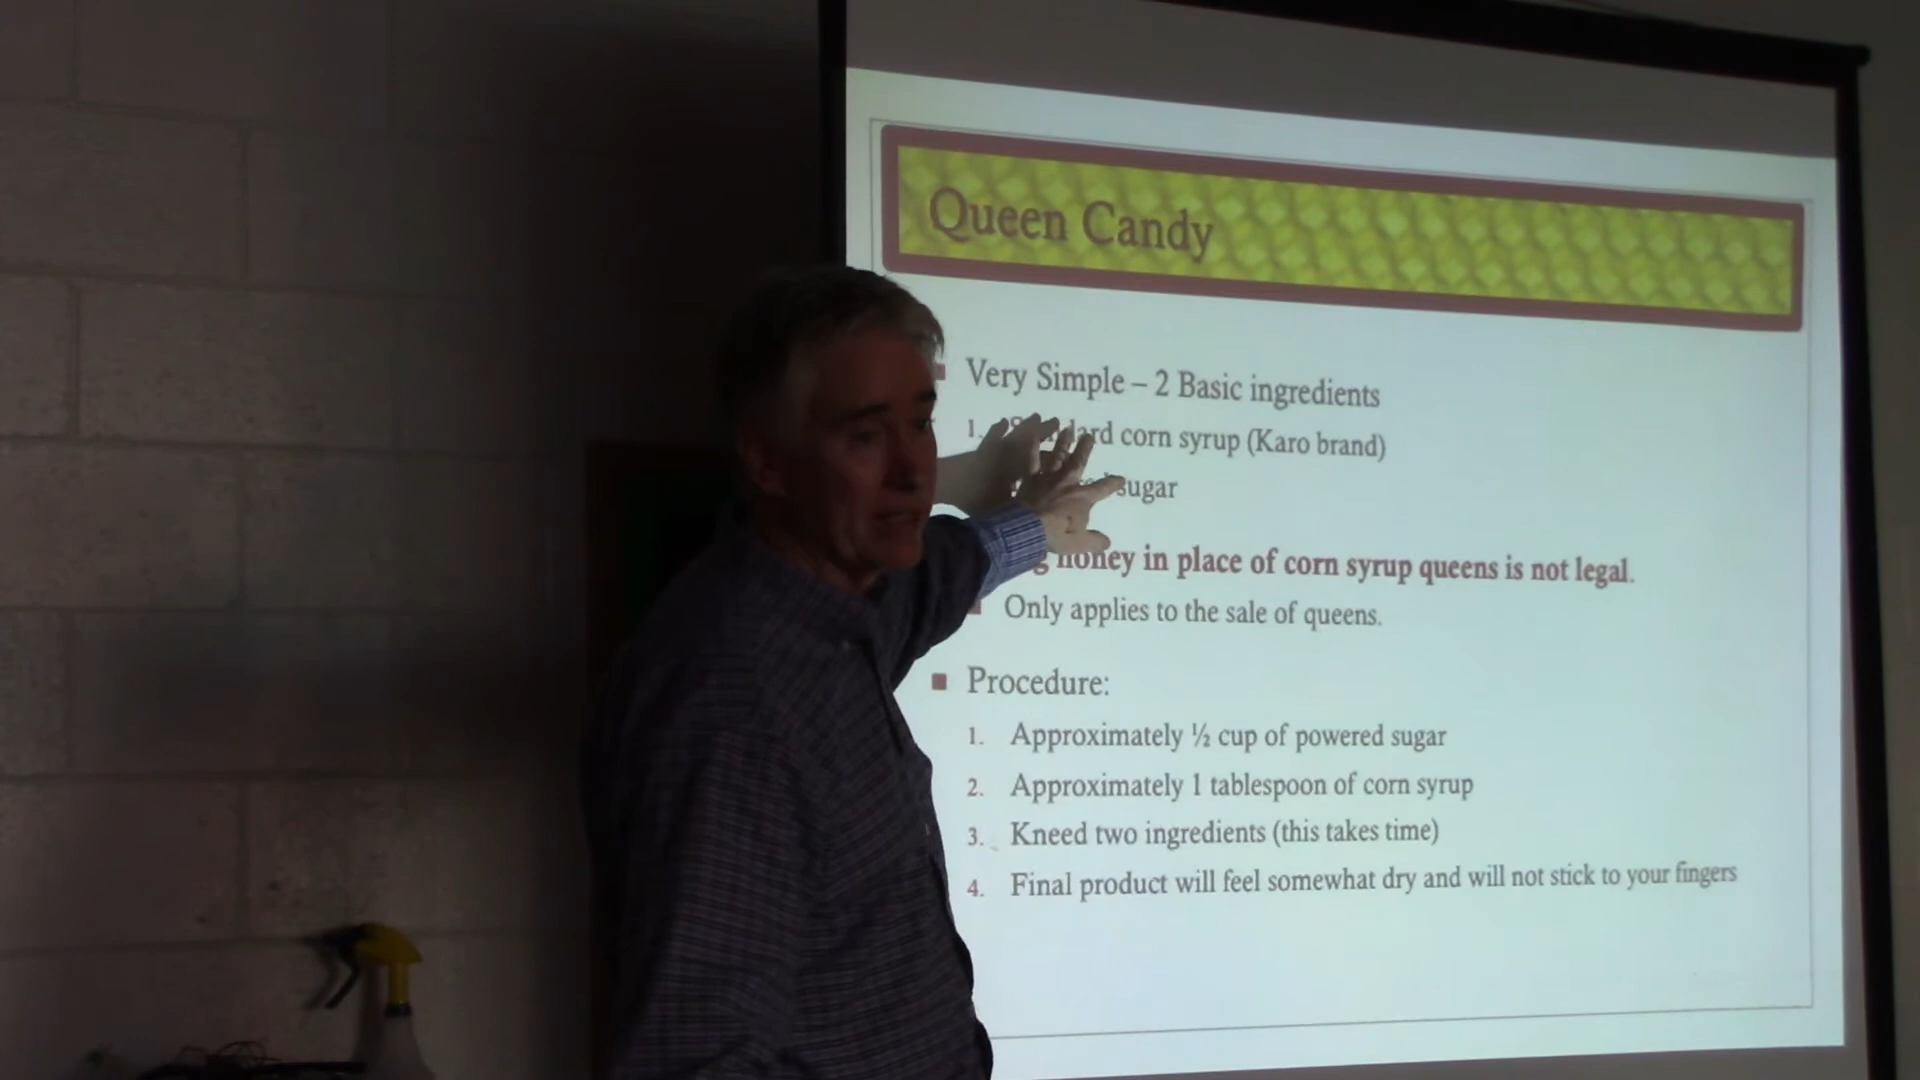 Queen Candy
Very Simple – 2 Basic ingredients
1. corn syrup (Karo brand)
sugar
honey in place of corn syrup queens is not legal.
Only applies to the sale of queens.
Procedure:
1. Approximately ½ cup of powered sugar
2. Approximately 1 tablespoon of corn syrup
3. Kneed two ingredients (this takes time)
4. Final product will feel somewhat dry and will not stick to your fingers